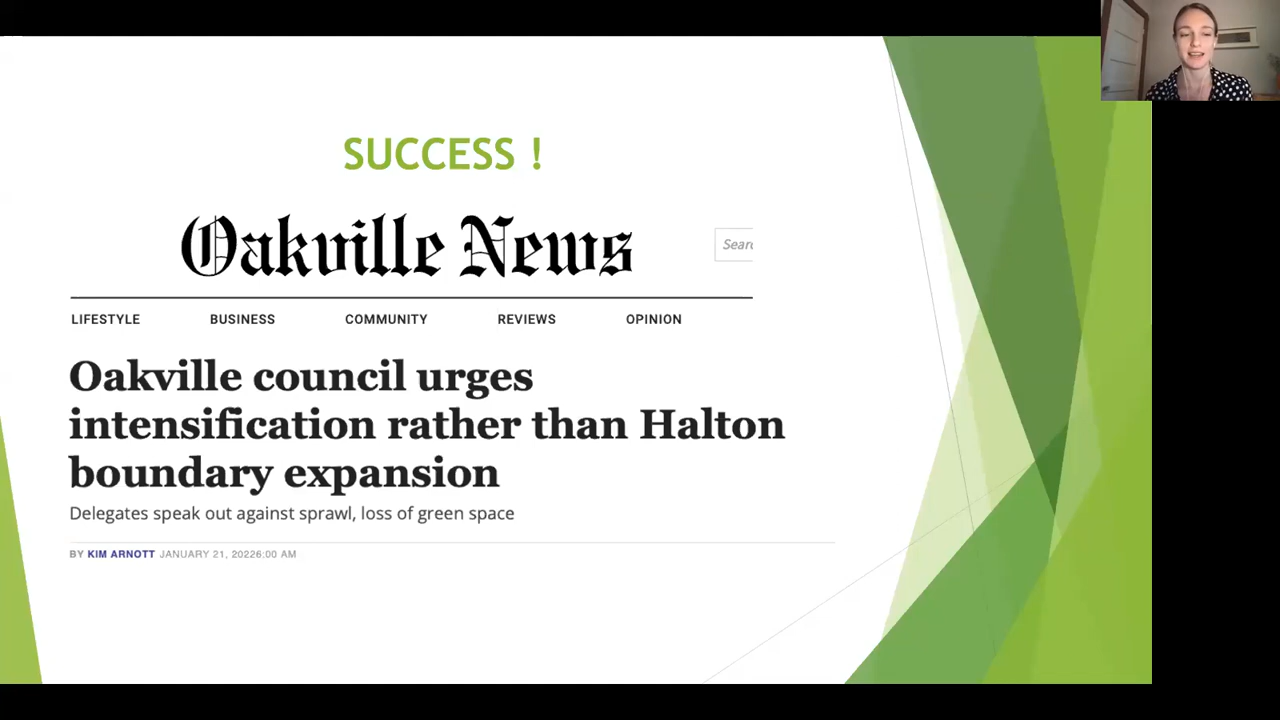 SUCCESS !
Oakville News
Sear
LIFESTYLE BUSINESS COMMUNITY REVIEWS OPINION
Oakville council urges
intensification rather than Halton
boundary expansion
Delegates speak out against sprawl, loss of green space
BY KIM ARNOTT JANUARY 21, 20226:00 AM